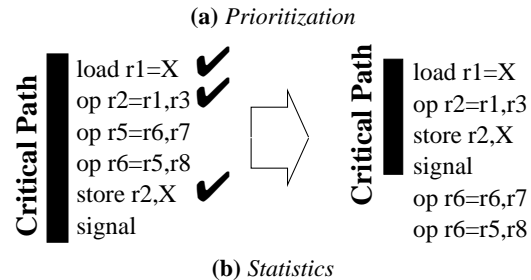 (a) Prioritization
Critical Path
load r1=X
op r2=r1,r3
op r5=r6,r7
op r6=r5,r8
store r2,X
signal
Critical Path
load r1=X
op r2=r1,r3
store r2,X
signal
op r6=r6,r7
op r6=r5,r8
(b) Statistics